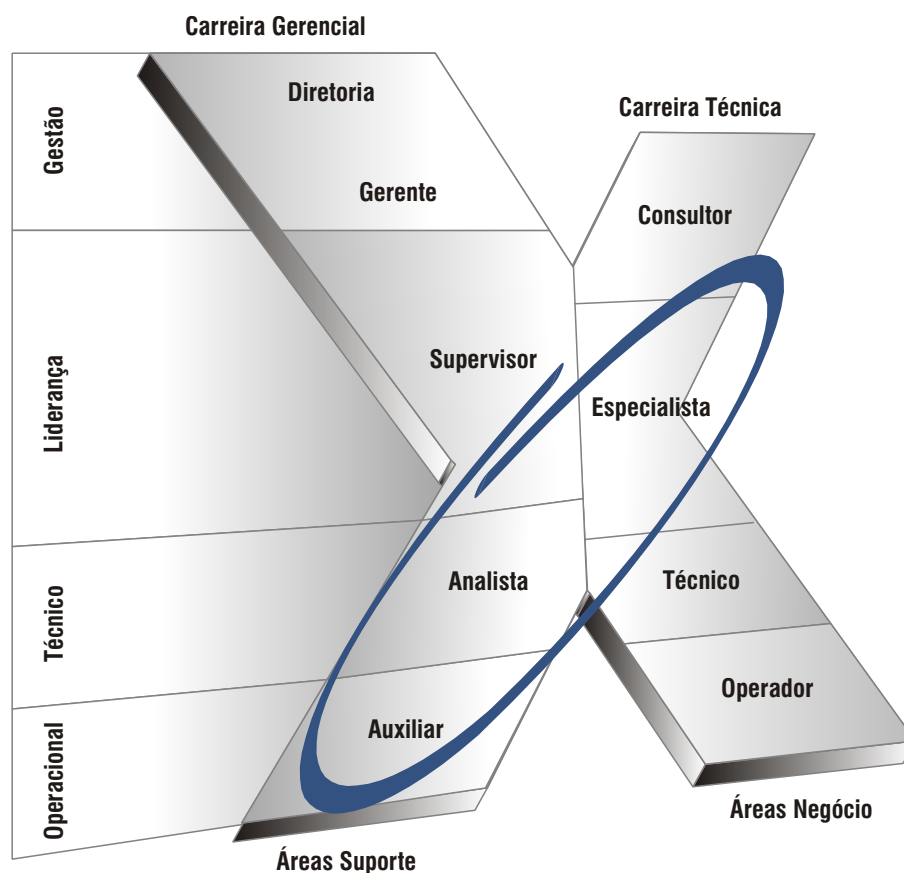 Carreira Gerencial
Diretoria
Carreira Técnica
Gestão
Gerente
Consultor
Supervisor
Liderança
Especialista
Analista
Técnico
Técnico
Operador
Auxiliar
Operacional
Áreas Negócio
Áreas Suporte